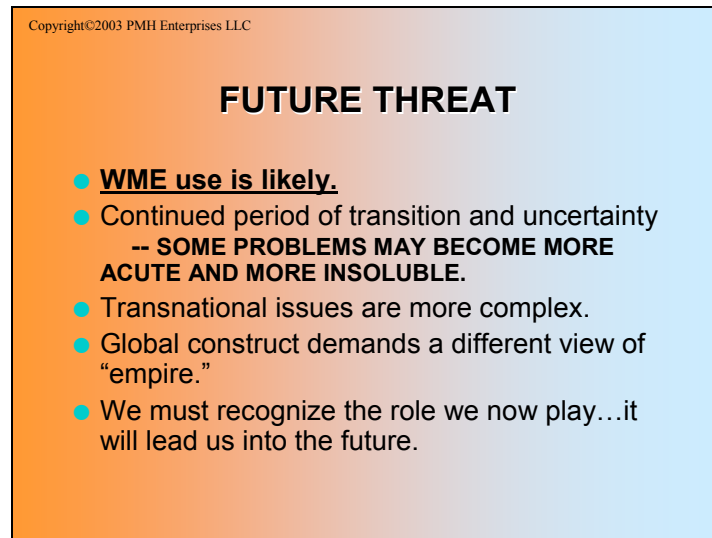 Copyright©2003 PMH Enterprises LLC
FUTURE THREAT
● WME use is likely.
● Continued period of transition and uncertainty
-- SOME PROBLEMS MAY BECOME MORE
ACUTE AND MORE INSOLUBLE.
● Transnational issues are more complex.
● Global construct demands a different view of
“empire.”
● We must recognize the role we now play…it
will lead us into the future.